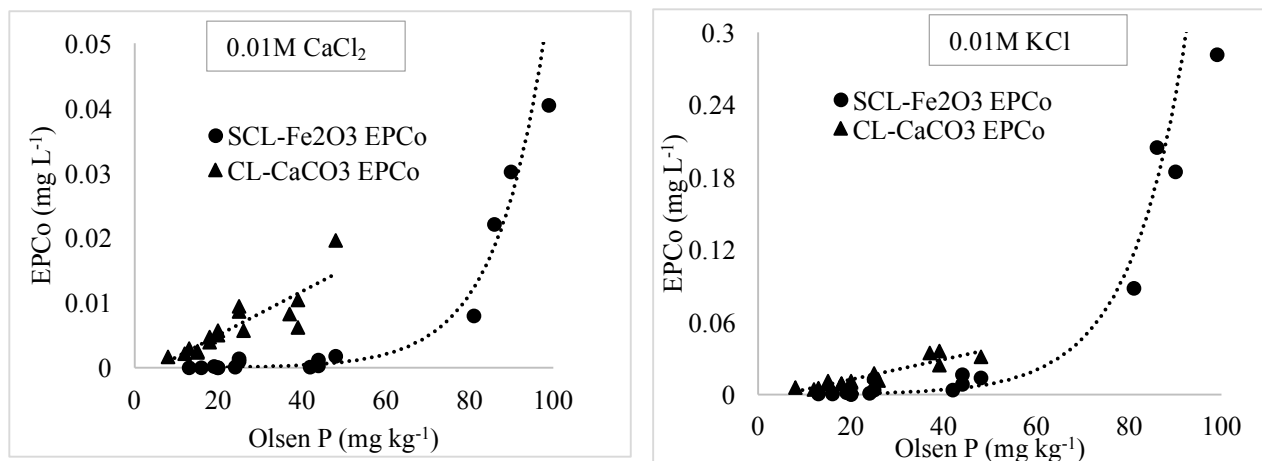 0.01M CaCl₂
EPCo (mg L⁻¹)
0.05
0.04
0.03
0.02
0.01
0
SCL-Fe2O3 EPCo
CL-CaCO3 EPCo
0 20 40 60 80 100
Olsen P (mg kg⁻¹)
0.01M KCl
EPCo (mg L⁻¹)
0.3
0.24
0.18
0.12
0.06
0
SCL-Fe2O3 EPCo
CL-CaCO3 EPCo
0 20 40 60 80 100
Olsen P (mg kg⁻¹)